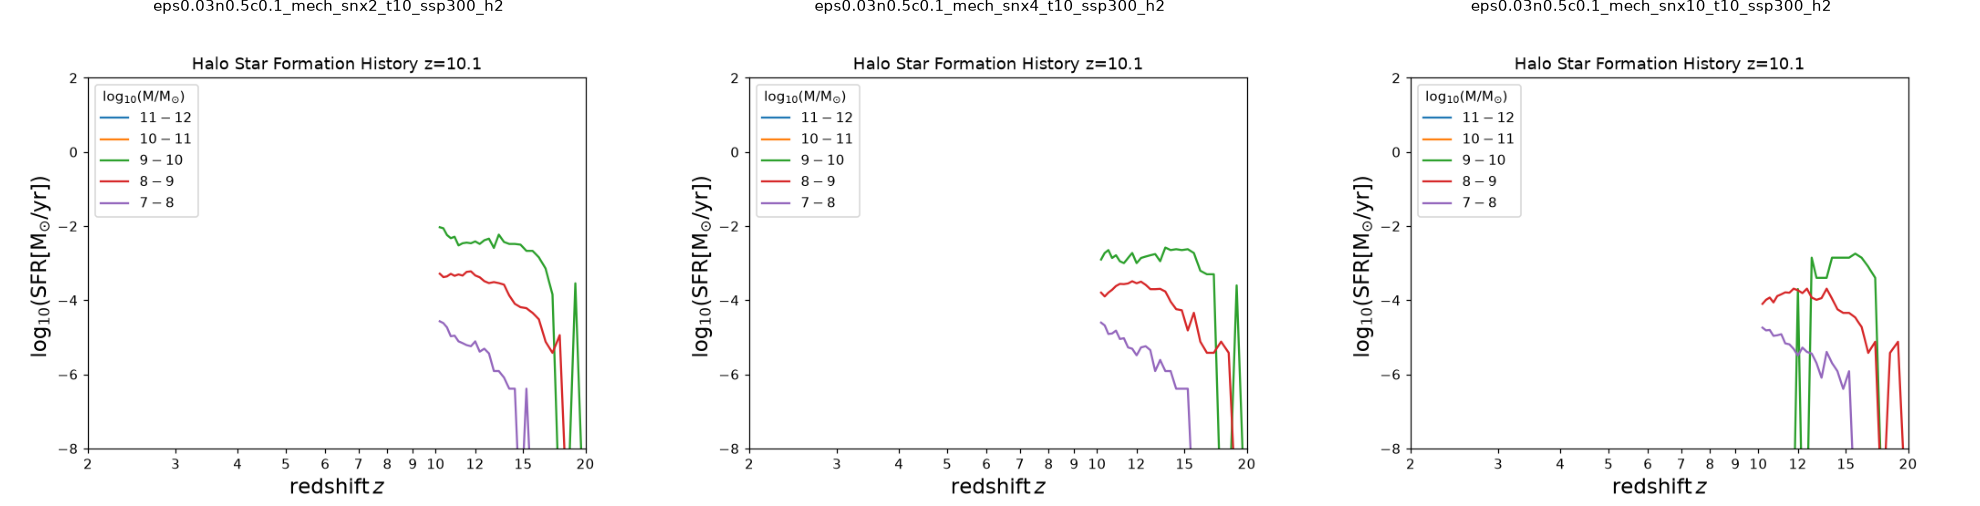 eps0.03n0.5c0.1_mech_snx2_t10_ssp300_h2
Halo Star Formation History z=10.1
log₁₀(M/M⊙)
11 − 12
10 − 11
9 − 10
8 − 9
7 − 8
2
0
−2
−4
−6
−8
log₁₀(SFR[M⊙/yr])
2 3 4 5 6 7 8 9 10 12 15 20
redshift z
eps0.03n0.5c0.1_mech_snx4_t10_ssp300_h2
Halo Star Formation History z=10.1
log₁₀(M/M⊙)
11 − 12
10 − 11
9 − 10
8 − 9
7 − 8
2
0
−2
−4
−6
−8
log₁₀(SFR[M⊙/yr])
2 3 4 5 6 7 8 9 10 12 15 20
redshift z
eps0.03n0.5c0.1_mech_snx10_t10_ssp300_h2
Halo Star Formation History z=10.1
log₁₀(M/M⊙)
11 − 12
10 − 11
9 − 10
8 − 9
7 − 8
2
0
−2
−4
−6
−8
log₁₀(SFR[M⊙/yr])
2 3 4 5 6 7 8 9 10 12 15 20
redshift z